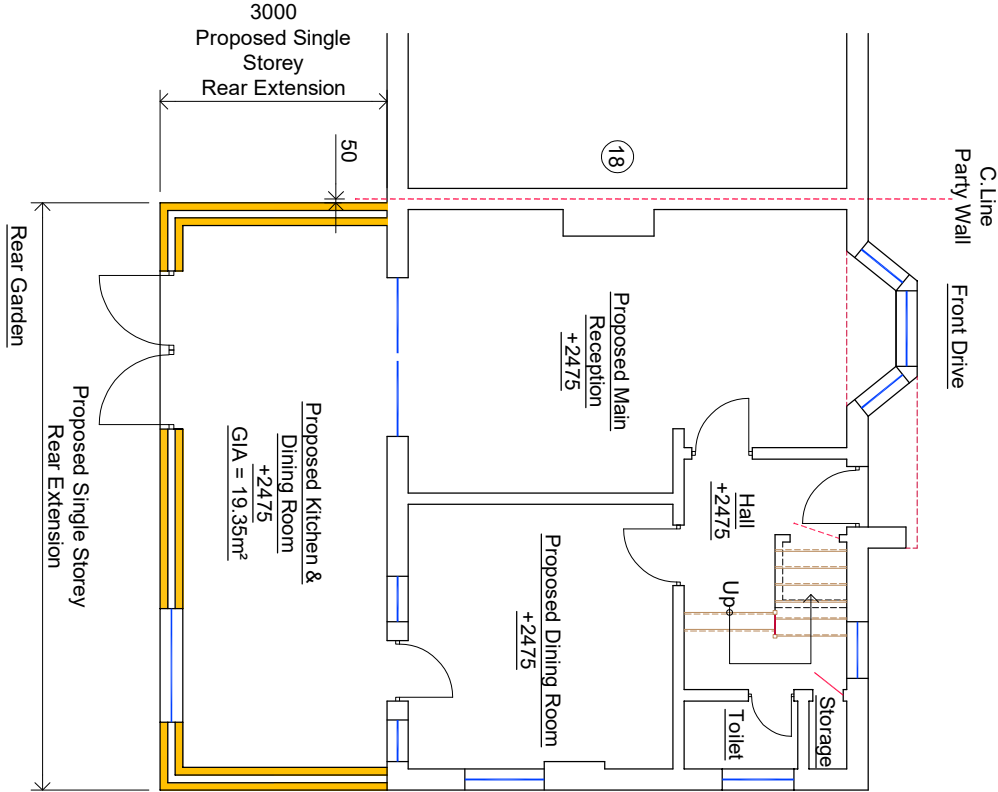 3000
Proposed Single
Storey
Rear Extension
50
18
C.Line
Party Wall
Front Drive
Rear Garden
Proposed Main
Reception
+2475
Hall
+2475
Up
Proposed Kitchen &
Dining Room
+2475
GIA = 19.35m²
Proposed Dining Room
+2475
Proposed Single Storey
Rear Extension
Toilet
Storage